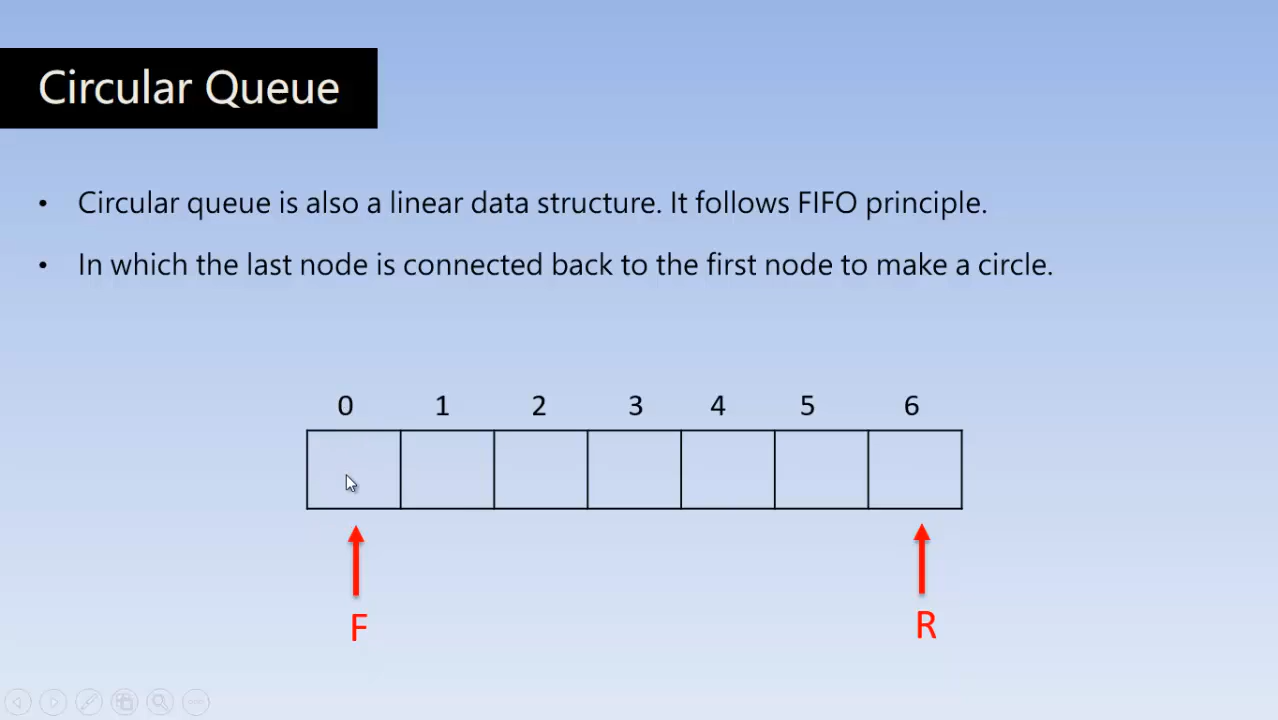 Circular Queue
• Circular queue is also a linear data structure. It follows FIFO principle.
• In which the last node is connected back to the first node to make a circle.
0 1 2 3 4 5 6
F R